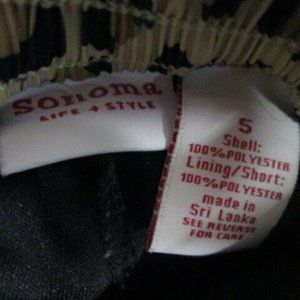 sonoma
LIFE + STYLE
5
Shell:
100%POLYESTER
Lining/Short:
100%POLYESTER
made in
Sri Lanka
SEE REVERSE
FOR CARE